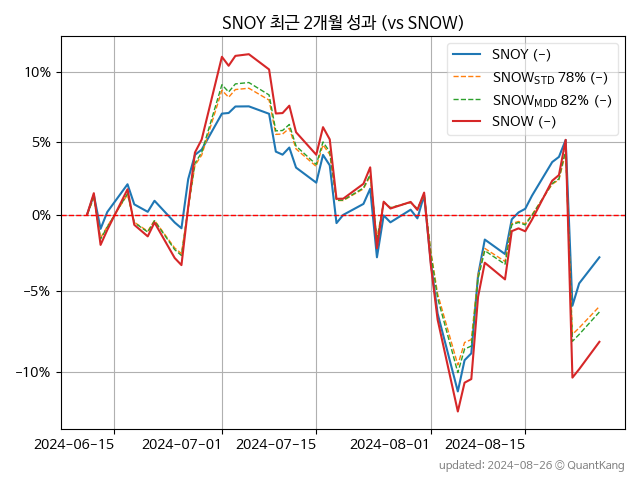 SNOY 최근 2개월 성과 (vs SNOW)
SNOY (-)
SNOW_STD 78% (-)
SNOW_MDD 82% (-)
SNOW (-)
10%
5%
0%
-5%
-10%
2024-06-15 2024-07-01 2024-07-15 2024-08-01 2024-08-15
updated: 2024-08-26 © QuantKang